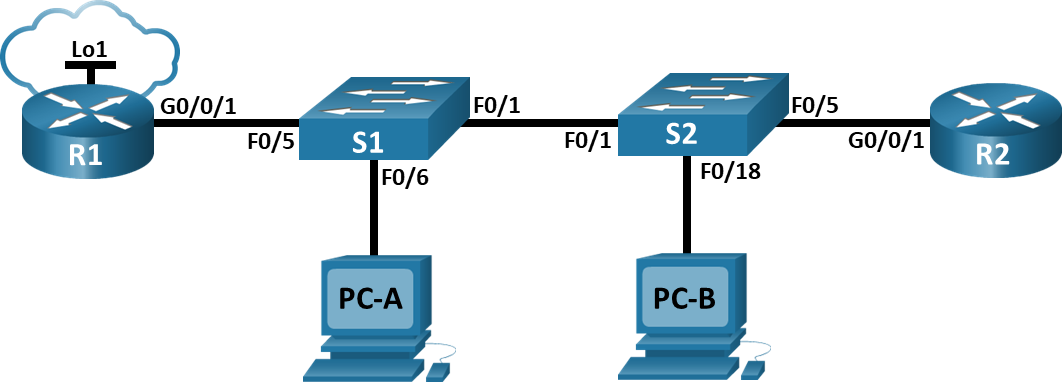 Lo1
G0/0/1
R1
F0/5
S1
F0/1
F0/6
F0/1
S2
F0/5
F0/18
G0/0/1
R2
PC-A
PC-B